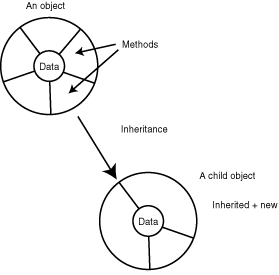 An object
Methods
Data
Inheritance
A child object
Inherited + new
Data